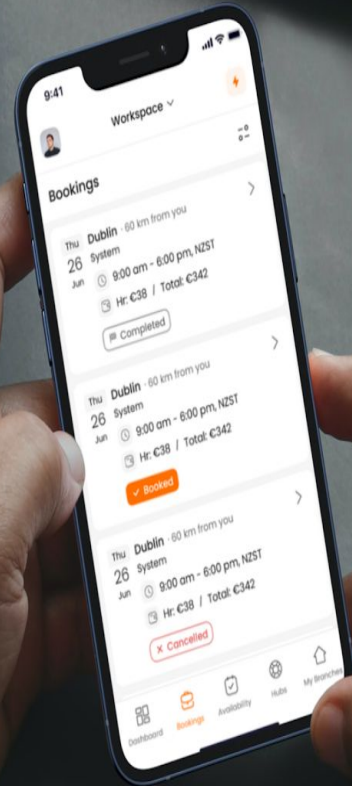 9:41
Workspace
Bookings
Thu 26 Jun
Dublin · 60 km from you
System
9:00 am - 6:00 pm, NZST
Hr: €38 / Total: €342
Completed
Thu 26 Jun
Dublin · 60 km from you
System
9:00 am - 6:00 pm, NZST
Hr: €38 / Total: €342
Booked
Thu 26 Jun
Dublin · 60 km from you
System
9:00 am - 6:00 pm, NZST
Hr: €38 / Total: €342
Cancelled
Dashboard Bookings Availability Hubs My Branches